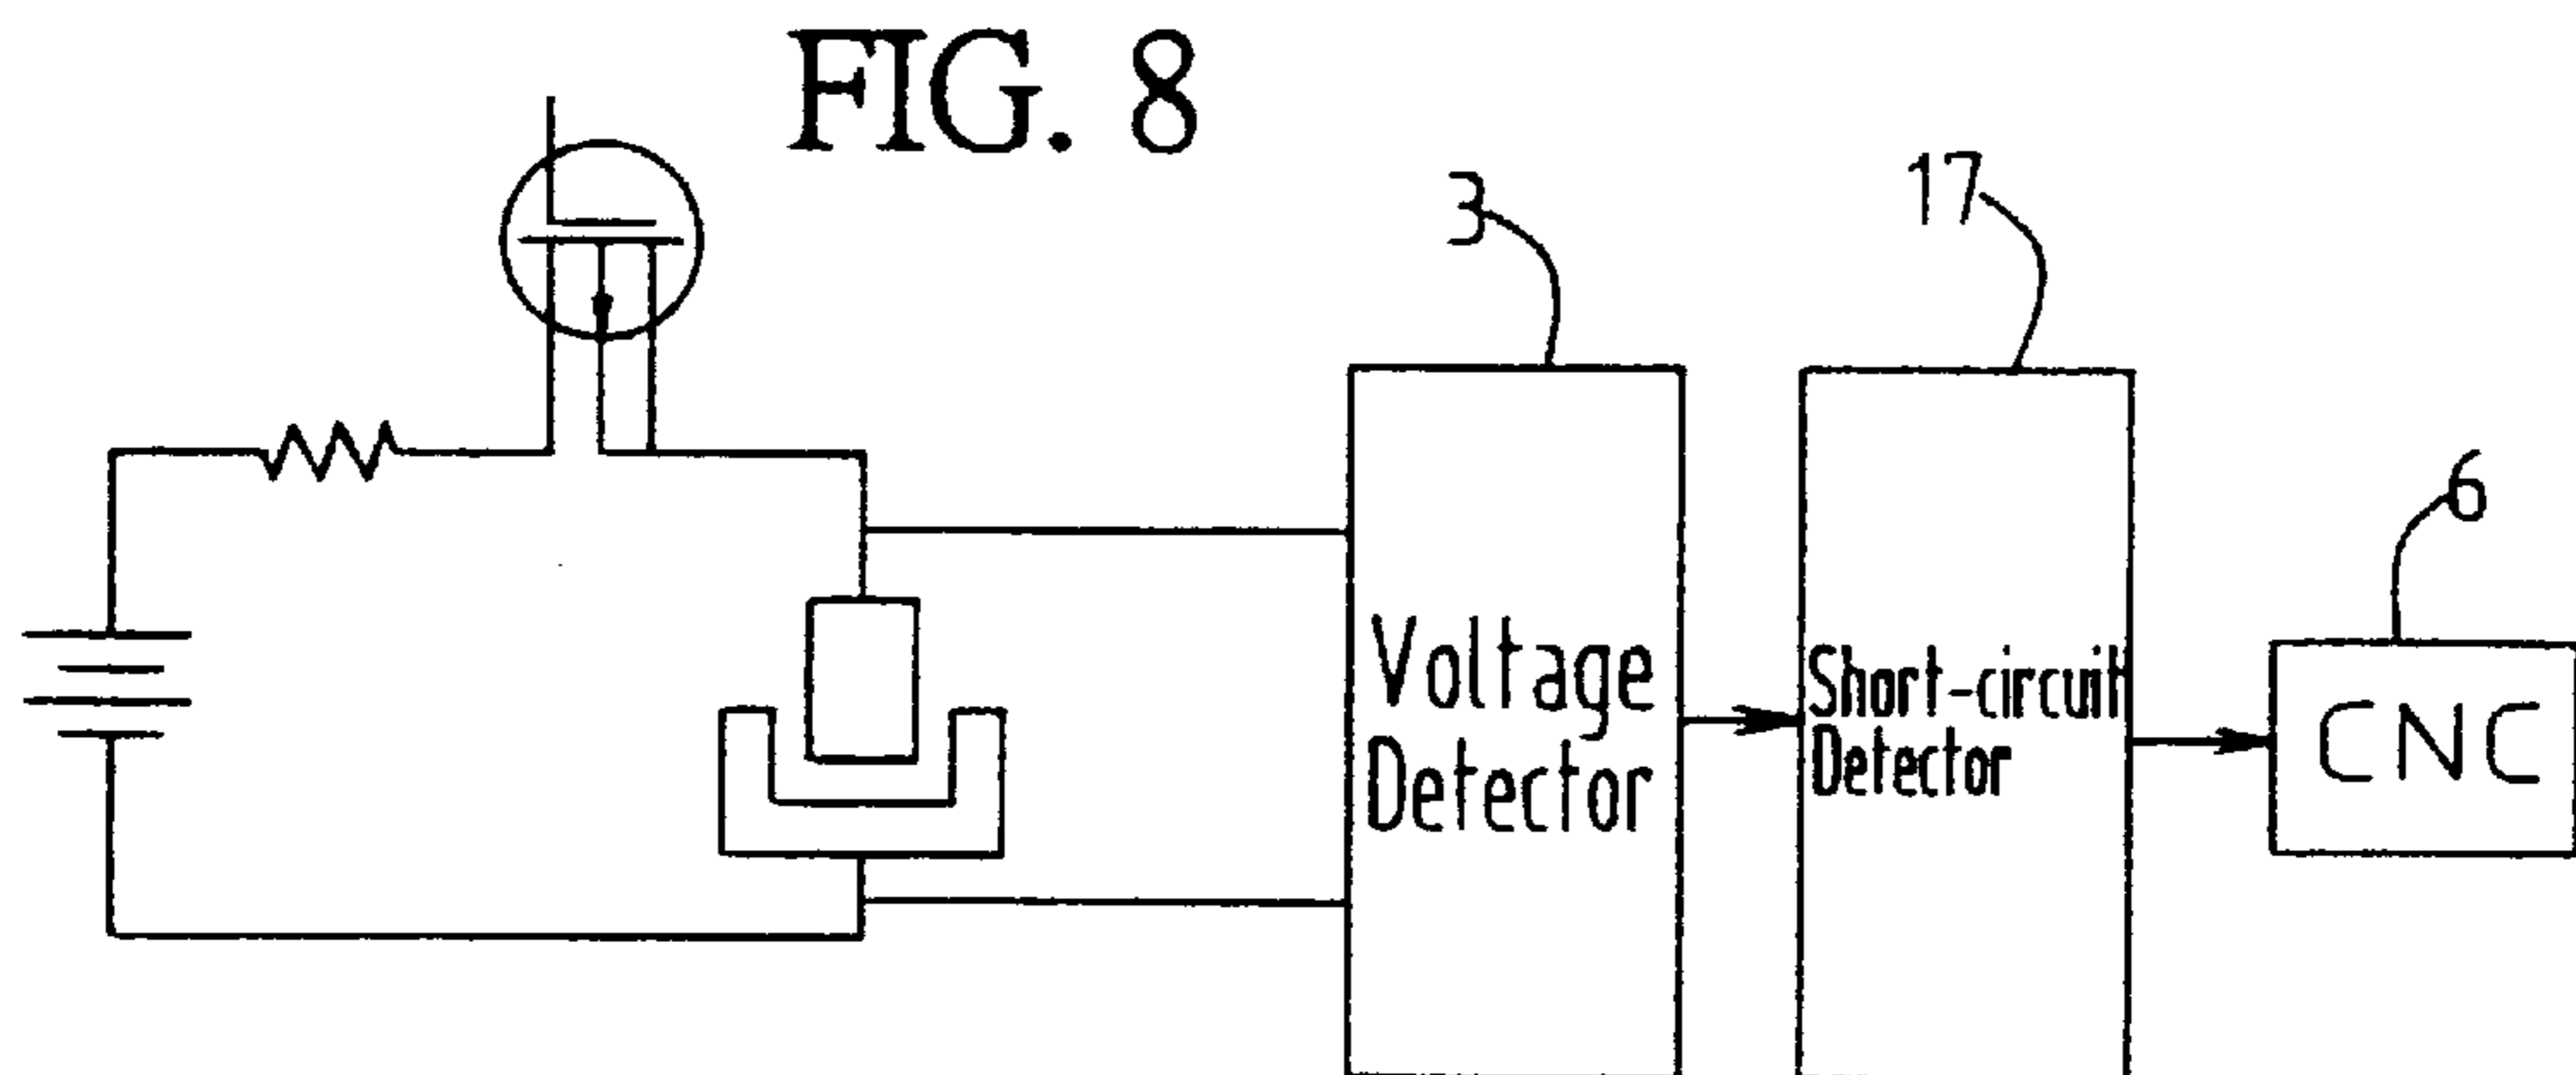 FIG. 8
3
17
6
Voltage
Detector
Short-circuit
Detector
CNC